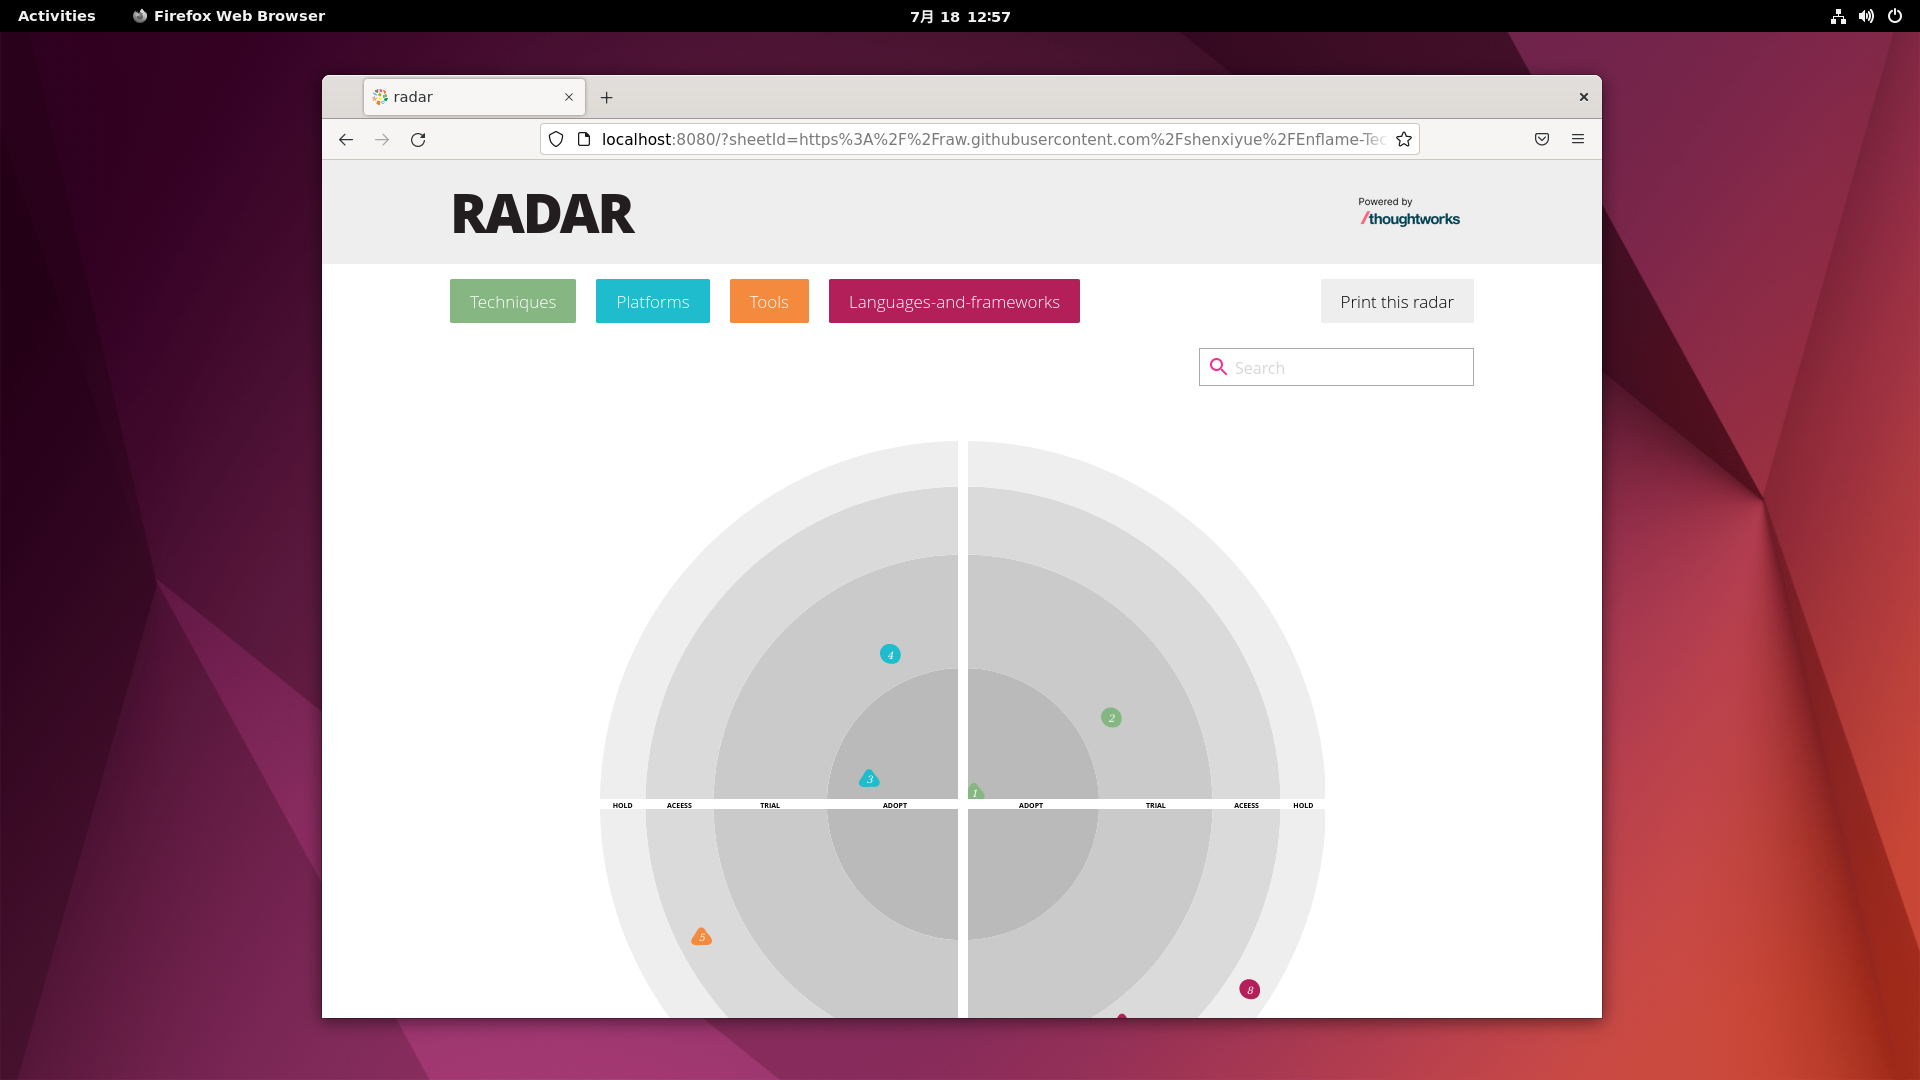 Activities
Firefox Web Browser
7月 18 12:57
radar
localhost:8080/?sheetId=https%3A%2F%2Fraw.githubusercontent.com%2Fshenxiyue%2FEnflame-Tec
RADAR
Powered by
/thoughtworks
Techniques
Platforms
Tools
Languages-and-frameworks
Print this radar
Search
4
2
3
1
HOLD
ACEESS
TRIAL
ADOPT
ADOPT
TRIAL
ACEESS
HOLD
5
8